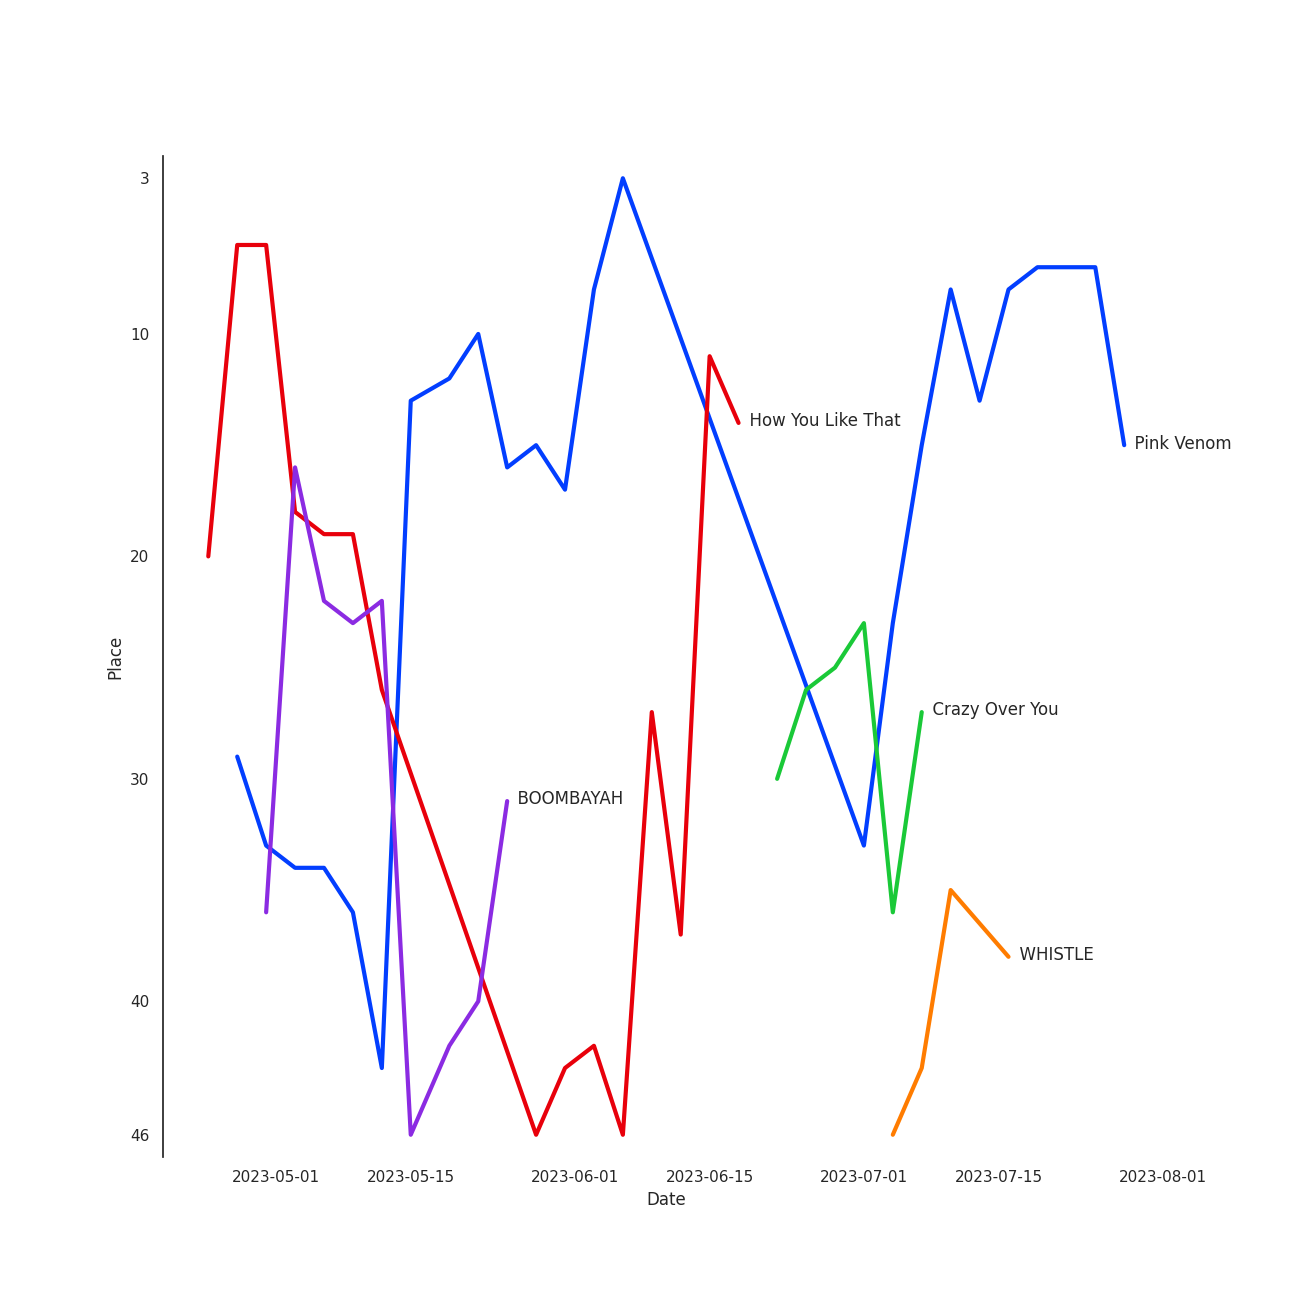 3
10
How You Like That
Pink Venom
20
Place
Crazy Over You
30
BOOMBAYAH
WHISTLE
40
46
2023-05-01 2023-05-15 2023-06-01 2023-06-15 2023-07-01 2023-07-15 2023-08-01
Date